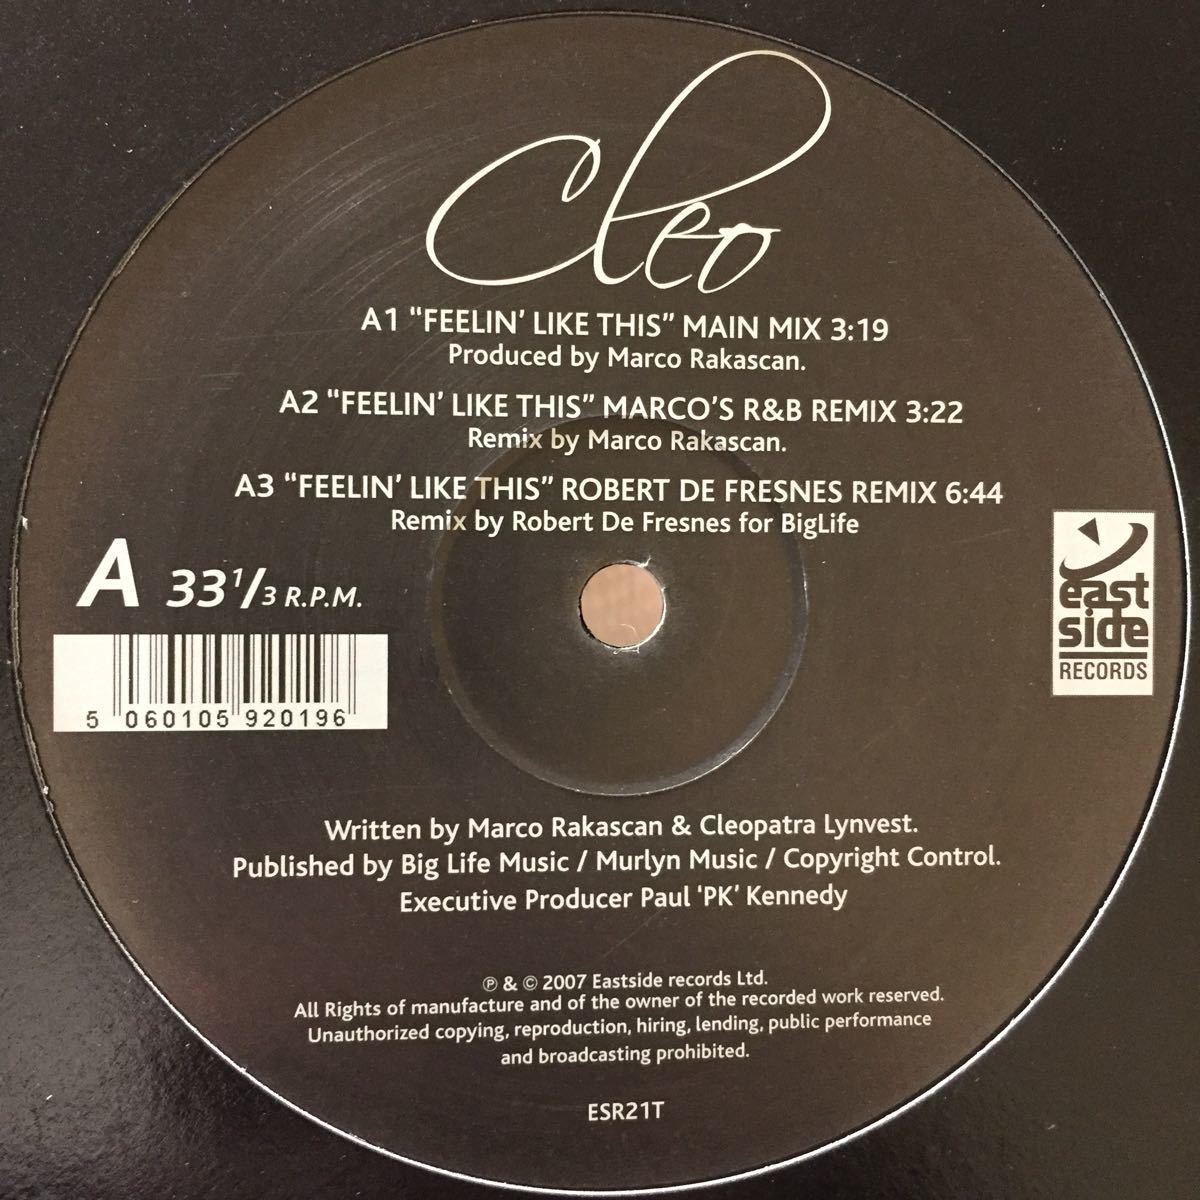 Cleo
A1 “FEELIN’ LIKE THIS” MAIN MIX 3:19
Produced by Marco Rakascan.
A2 “FEELIN’ LIKE THIS” MARCO’S R&B REMIX 3:22
Remix by Marco Rakascan.
A3 “FEELIN’ LIKE THIS” ROBERT DE FRESNES REMIX 6:44
Remix by Robert De Fresnes for BigLife
A 33 1/3 R.P.M.
east
side
RECORDS
5 060105 920196
Written by Marco Rakascan & Cleopatra Lynvest.
Published by Big Life Music / Murlyn Music / Copyright Control.
Executive Producer Paul ‘PK’ Kennedy
℗ & © 2007 Eastside records Ltd.
All Rights of manufacture and of the owner of the recorded work reserved.
Unauthorized copying, reproduction, hiring, lending, public performance
and broadcasting prohibited.
ESR21T